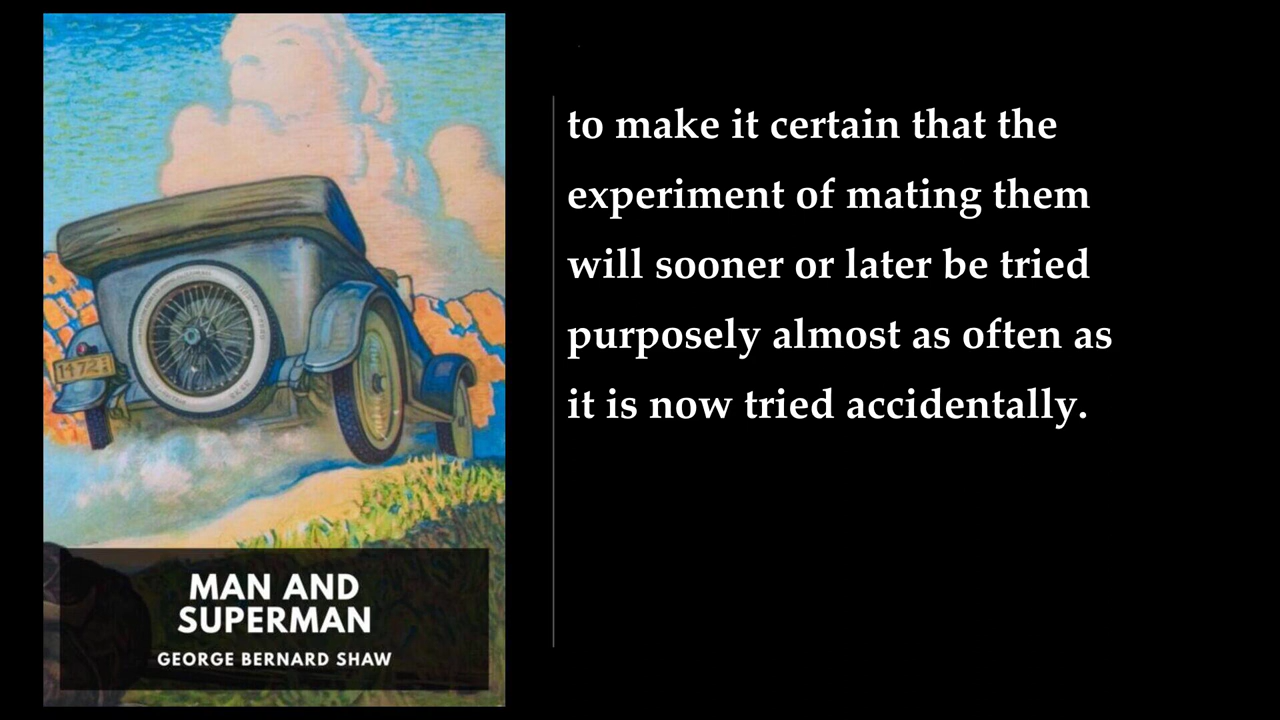 to make it certain that the
experiment of mating them
will sooner or later be tried
purposely almost as often as
it is now tried accidentally.
1472
MAN AND
SUPERMAN
GEORGE BERNARD SHAW